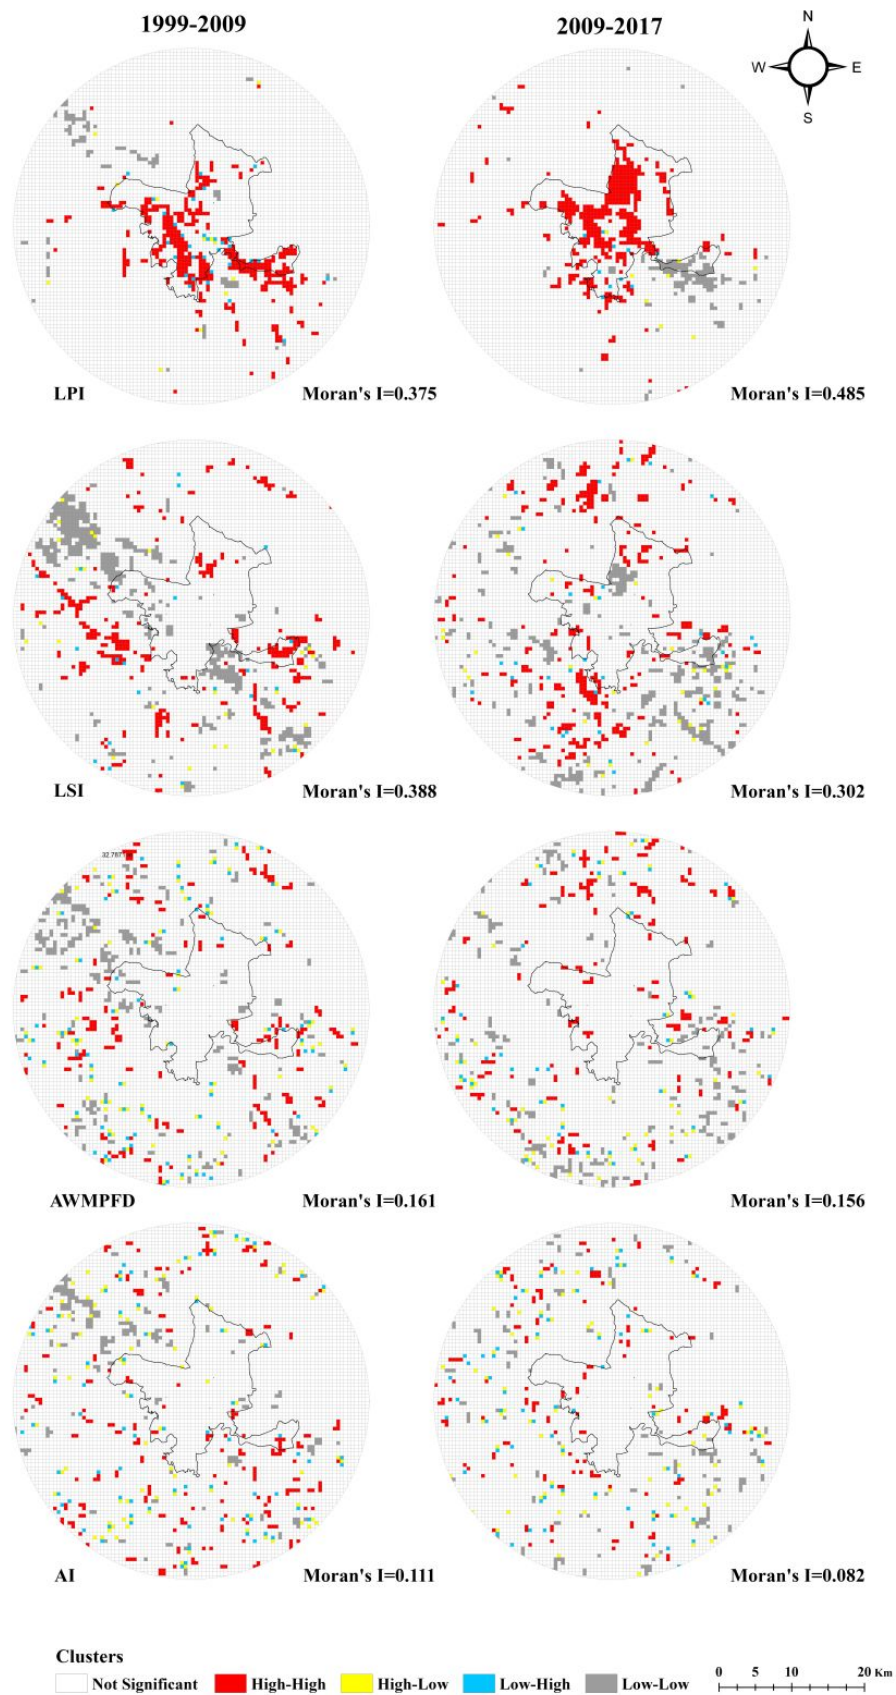 1999-2009
2009-2017
N
W
E
S
LPI
Moran's I=0.375
Moran's I=0.485
LSI
Moran's I=0.388
Moran's I=0.302
AWMPFD
Moran's I=0.161
Moran's I=0.156
AI
Moran's I=0.111
Moran's I=0.082
Clusters
Not Significant
High-High
High-Low
Low-High
Low-Low
0 5 10 20 Km